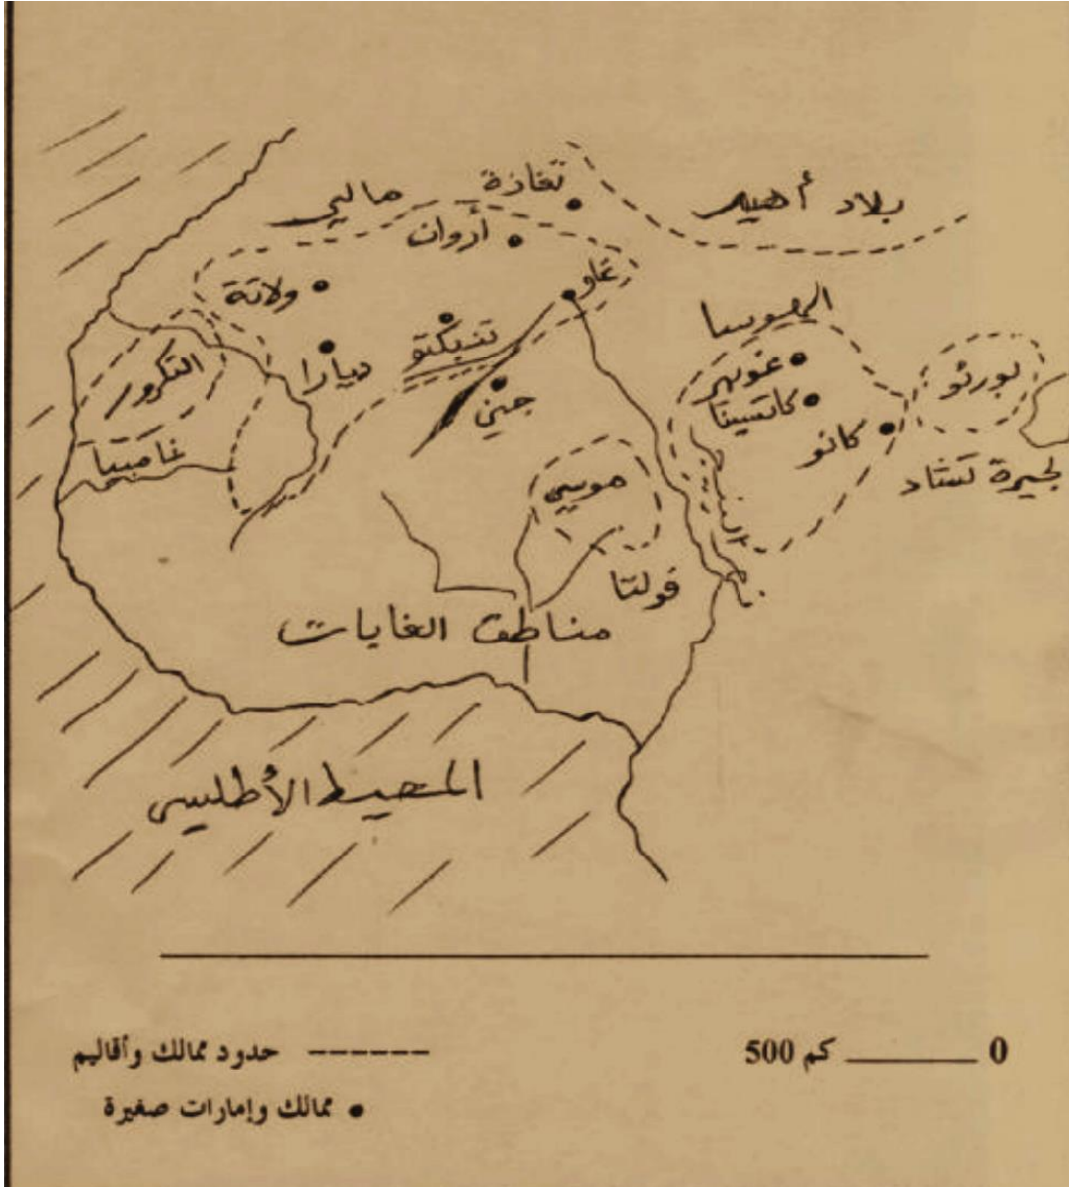 تغازة
مالي
بلاد أهير
أروان
غاو
ولاتة
الهوسا
تنبكتو
التكرور
ديارا
غوبير
بورنو
كاتسينا
جني
كانو
غامبيا
بحيرة تشاد
موسي
فولتا
مناطق الغابات
المحيط الأطلسي
حدود ممالك وأقاليم
0 500 كم
ممالك وإمارات صغيرة